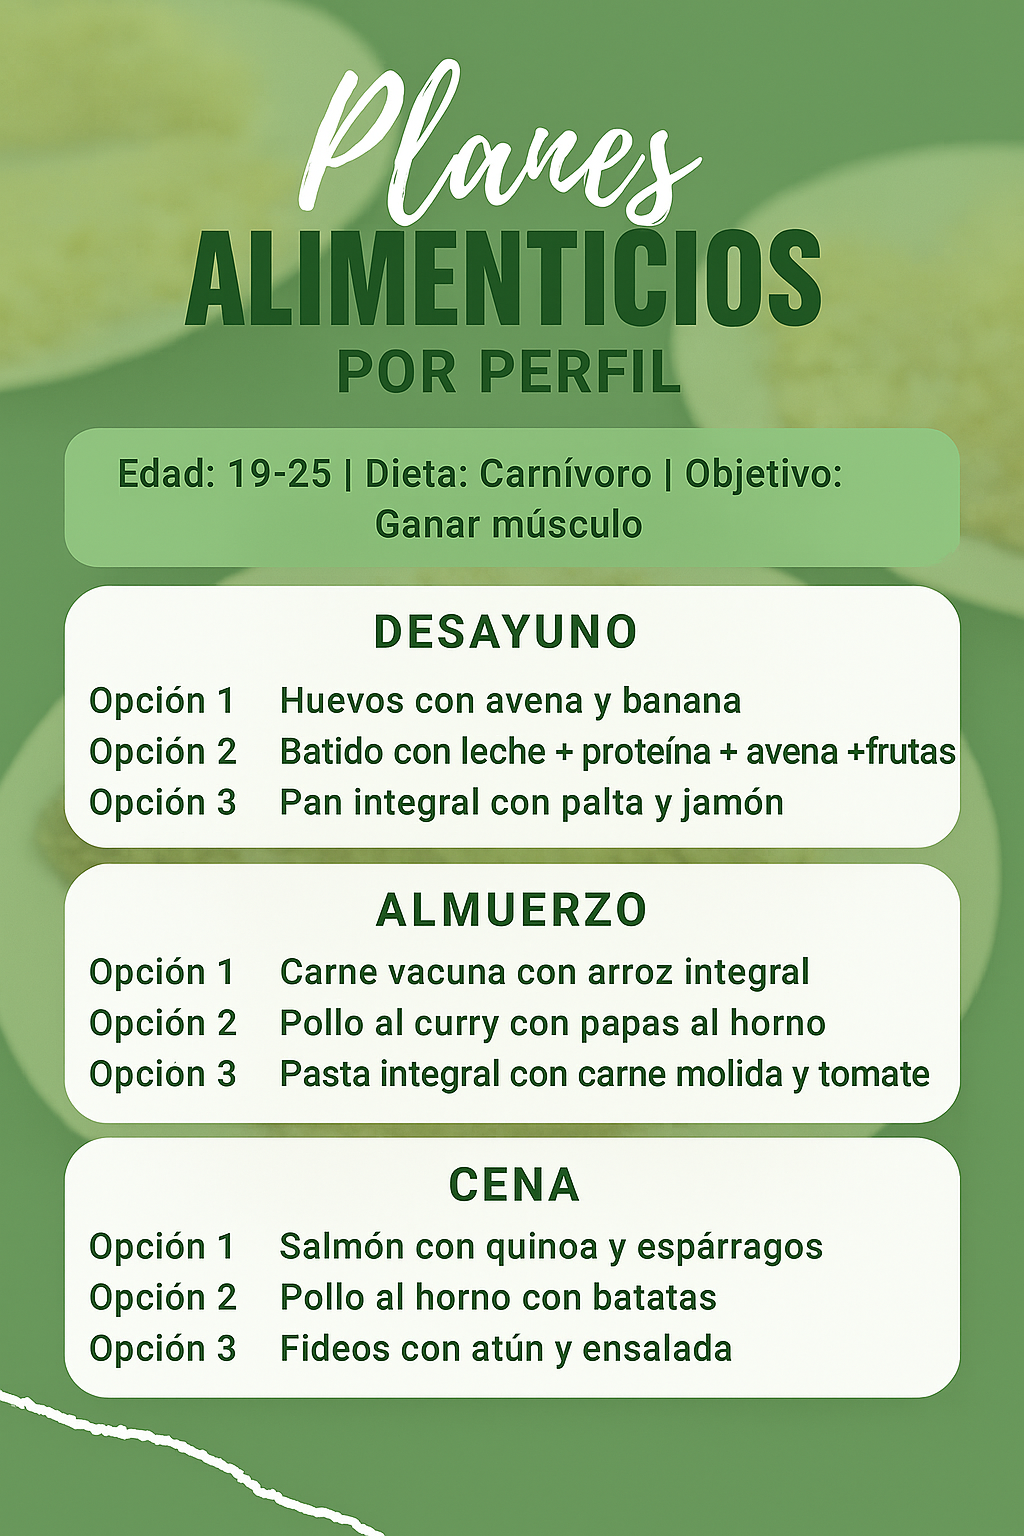 Planes
ALIMENTICIOS
POR PERFIL
Edad: 19-25 | Dieta: Carnívoro | Objetivo:
Ganar músculo
DESAYUNO
Opción 1 Huevos con avena y banana
Opción 2 Batido con leche + proteína + avena +frutas
Opción 3 Pan integral con palta y jamón
ALMUERZO
Opción 1 Carne vacuna con arroz integral
Opción 2 Pollo al curry con papas al horno
Opción 3 Pasta integral con carne molida y tomate
CENA
Opción 1 Salmón con quinoa y espárragos
Opción 2 Pollo al horno con batatas
Opción 3 Fideos con atún y ensalada